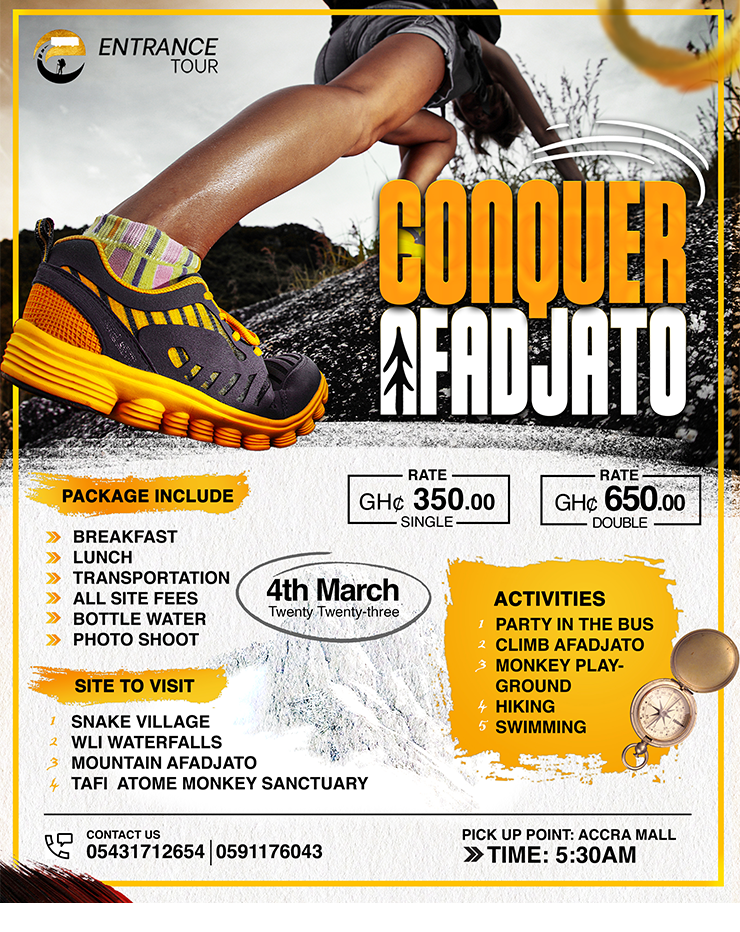 ENTRANCE
TOUR
CONQUER
AFADJATO
PACKAGE INCLUDE
BREAKFAST
LUNCH
TRANSPORTATION
ALL SITE FEES
BOTTLE WATER
PHOTO SHOOT
RATE
GH¢ 350.00
SINGLE
RATE
GH¢ 650.00
DOUBLE
4th March
Twenty Twenty-three
SITE TO VISIT
1 SNAKE VILLAGE
2 WLI WATERFALLS
3 MOUNTAIN AFADJATO
4 TAFI ATOME MONKEY SANCTUARY
ACTIVITIES
1 PARTY IN THE BUS
2 CLIMB AFADJATO
3 MONKEY PLAY-
GROUND
4 HIKING
5 SWIMMING
CONTACT US
05431712654 | 0591176043
PICK UP POINT: ACCRA MALL
TIME: 5:30AM